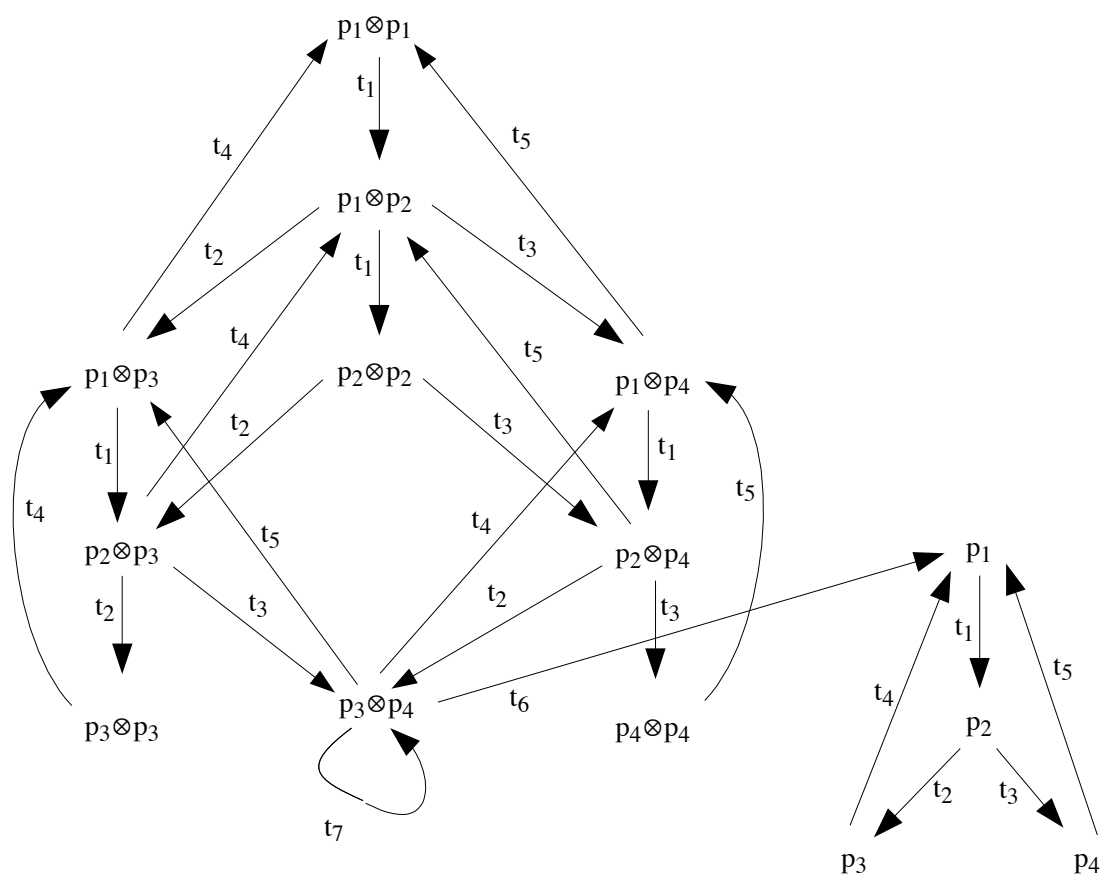 p₁⊗p₁
t₁
t₄
t₅
p₁⊗p₂
t₂
t₁
t₃
t₄
t₅
p₁⊗p₃
p₂⊗p₂
p₁⊗p₄
t₂
t₃
t₁
t₁
t₄
t₅
t₄
t₅
p₂⊗p₃
p₂⊗p₄
p₁
t₂
t₃
t₂
t₃
t₁
t₆
t₅
t₄
p₃⊗p₃
p₃⊗p₄
p₄⊗p₄
p₂
t₂
t₃
t₇
p₃
p₄